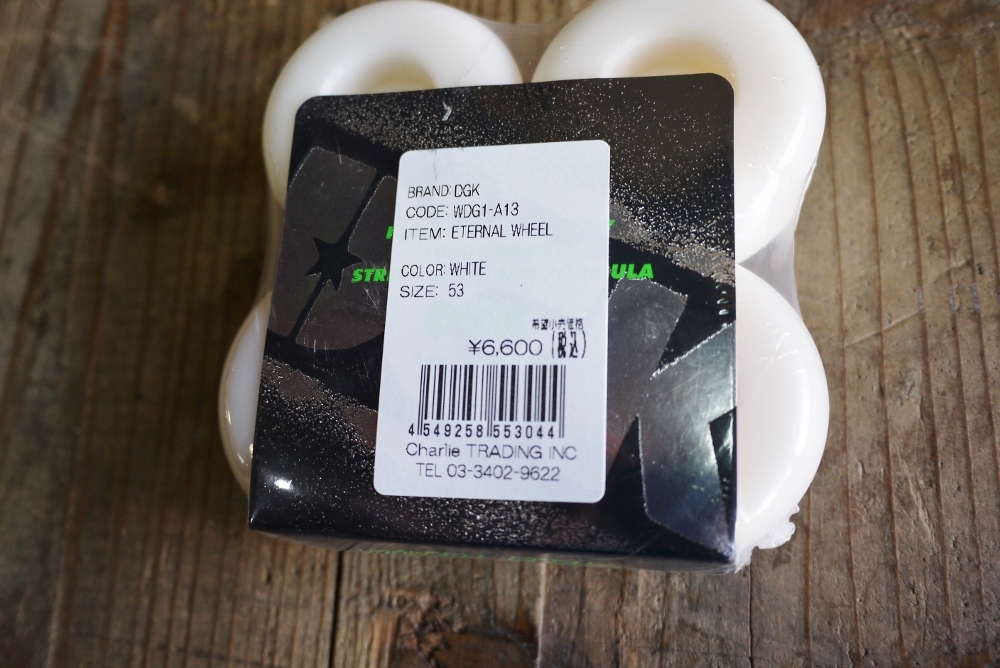 BRAND: DGK
CODE: WDG1-A13
ITEM: ETERNAL WHEEL
STR
ULA
COLOR: WHITE
SIZE: 53
希望小売価格
¥6,600 (税込)
4 549258 553044
Charlie TRADING INC
TEL 03-3402-9622